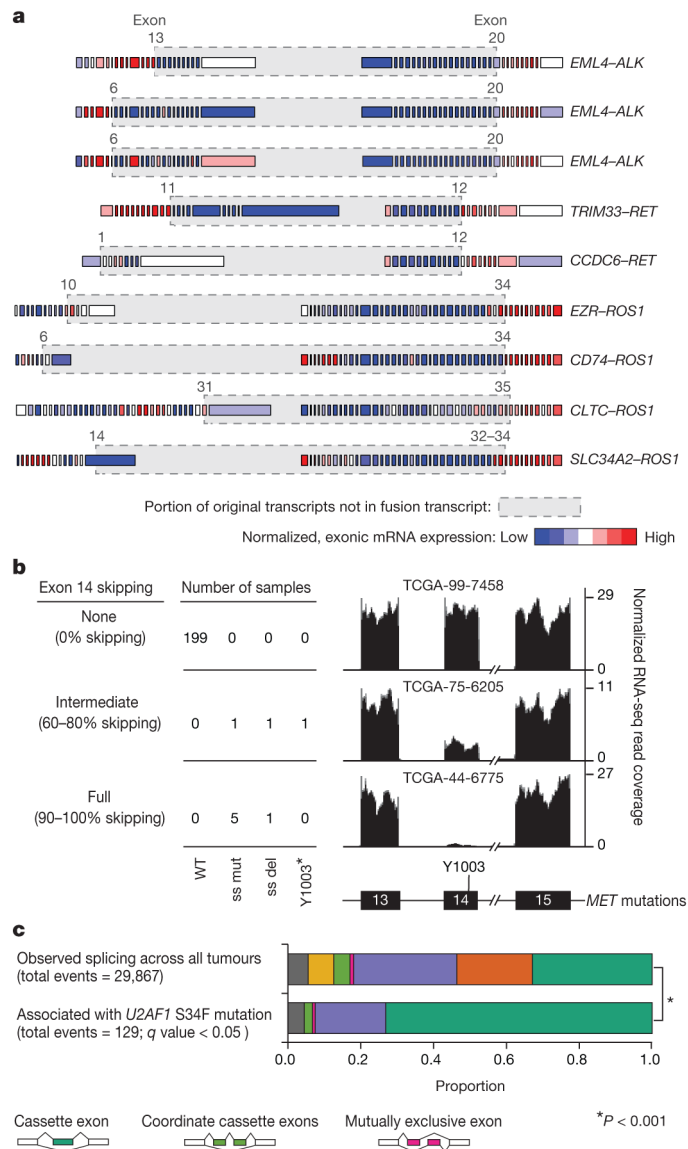 a
Exon
Exon
13
20
EML4–ALK
6
20
EML4–ALK
6
20
EML4–ALK
11
12
TRIM33–RET
1
12
CCDC6–RET
10
34
EZR–ROS1
6
34
CD74–ROS1
31
35
CLTC–ROS1
14
32–34
SLC34A2–ROS1
Portion of original transcripts not in fusion transcript:
Normalized, exonic mRNA expression: Low
High
b
Exon 14 skipping
Number of samples
None
(0% skipping)
199 0 0 0
Intermediate
(60–80% skipping)
0 1 1 1
Full
(90–100% skipping)
0 5 1 0
WT
ss mut
ss del
Y1003*
TCGA-99-7458
29
0
TCGA-75-6205
11
0
TCGA-44-6775
27
0
Normalized RNA-seq read coverage
Y1003
13
14
15
MET mutations
c
Observed splicing across all tumours
(total events = 29,867)
Associated with U2AF1 S34F mutation
(total events = 129; q value < 0.05 )
*
0.0 0.2 0.4 0.6 0.8 1.0
Proportion
Cassette exon
Coordinate cassette exons
Mutually exclusive exon
*P < 0.001